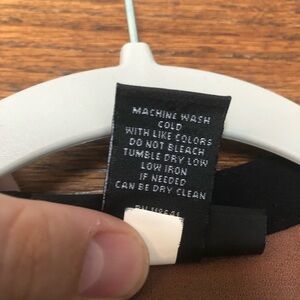 MACHINE WASH
COLD
WITH LIKE COLORS
DO NOT BLEACH
TUMBLE DRY LOW
LOW IRON
IF NEEDED
CAN BE DRY CLEAN